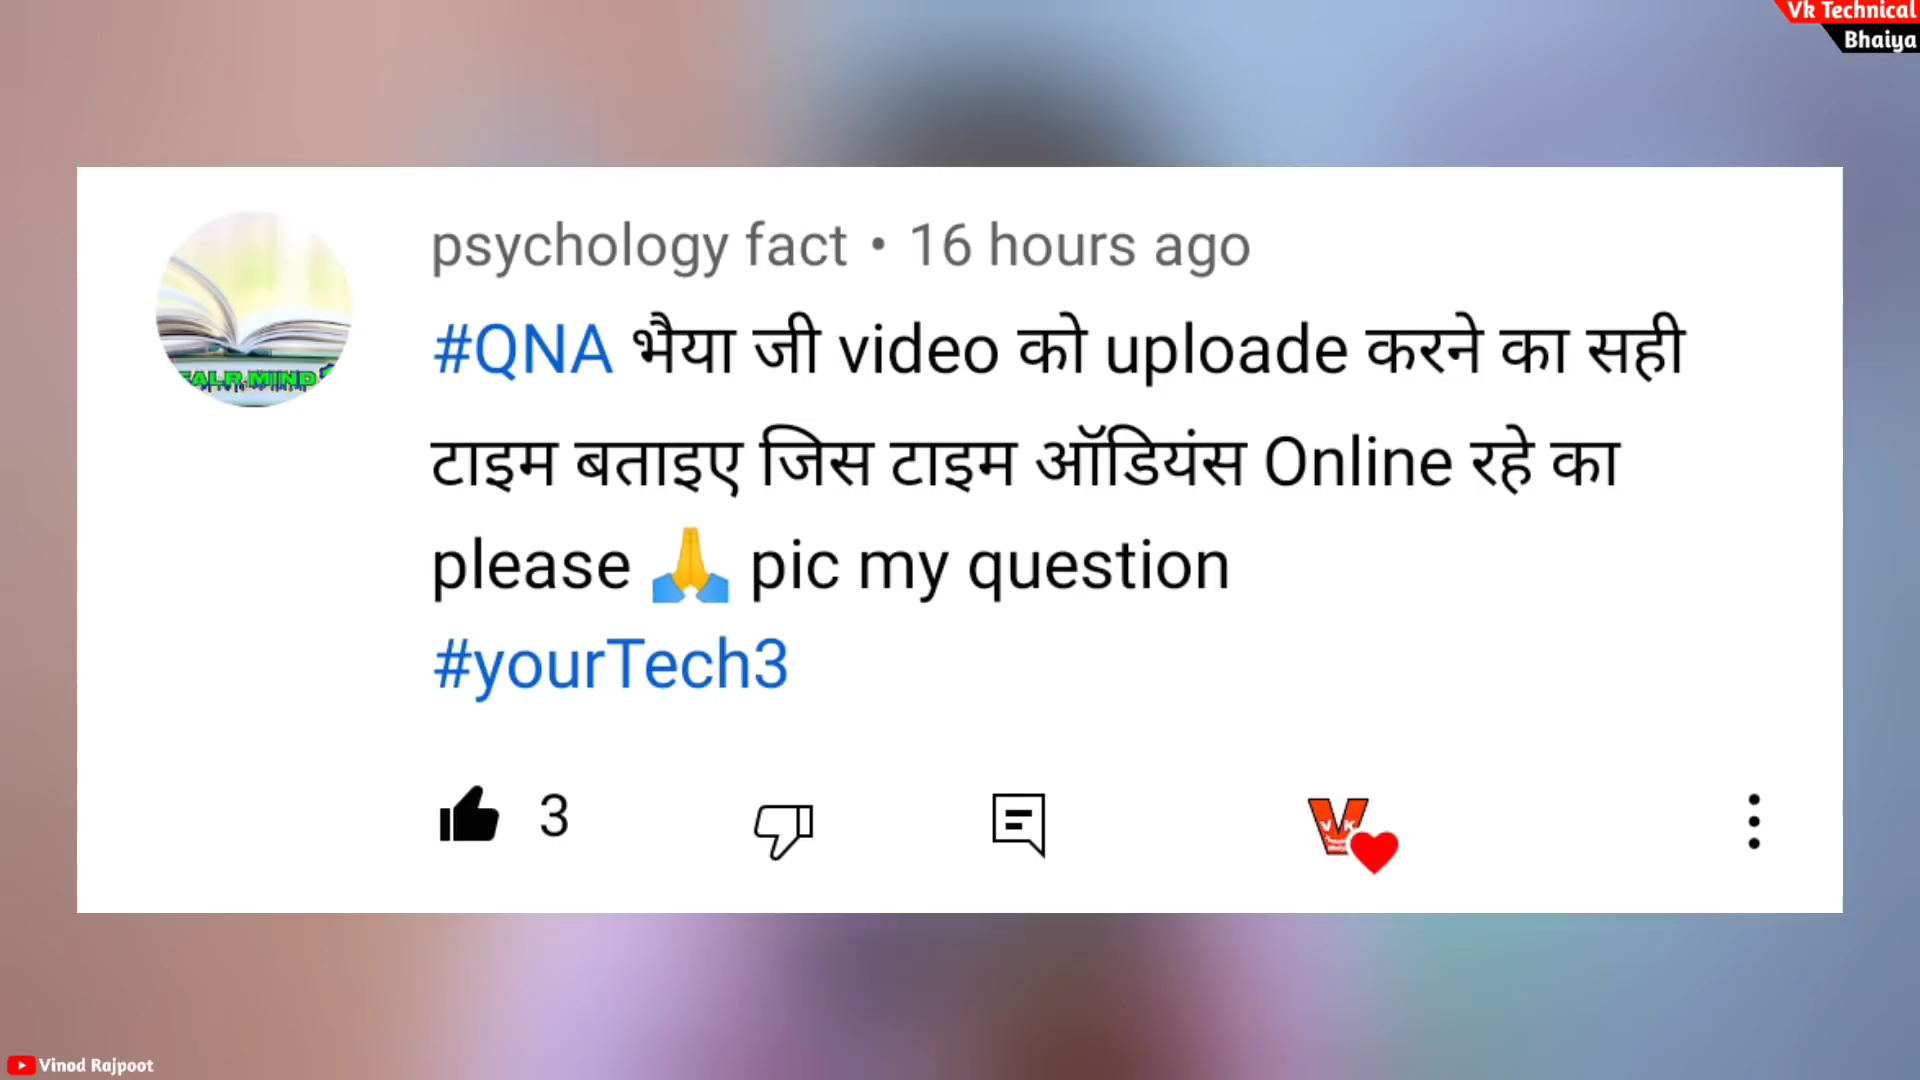 Vk Technical
Bhaiya
psychology fact • 16 hours ago
#QNA भैया जी video को uploade करने का सही
टाइम बताइए जिस टाइम ऑडियंस Online रहे का
please 🙏 pic my question
#yourTech3
3
Vinod Rajpoot